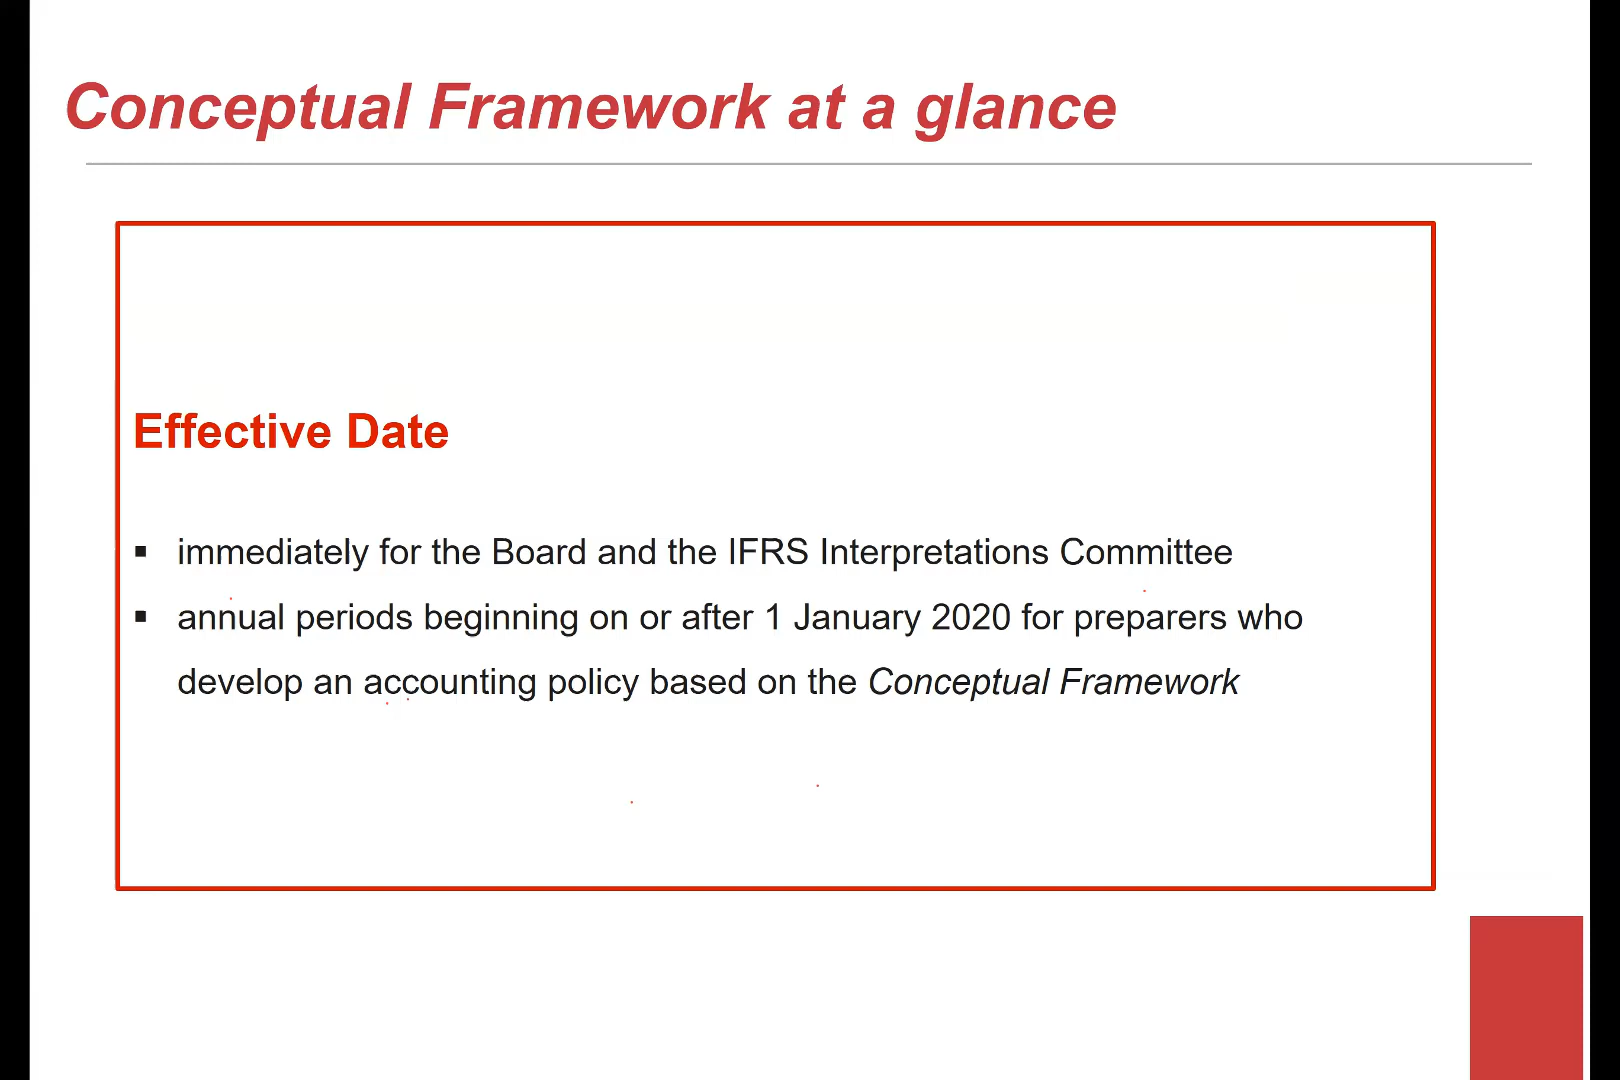 Conceptual Framework at a glance
Effective Date
▪ immediately for the Board and the IFRS Interpretations Committee
▪ annual periods beginning on or after 1 January 2020 for preparers who
develop an accounting policy based on the Conceptual Framework